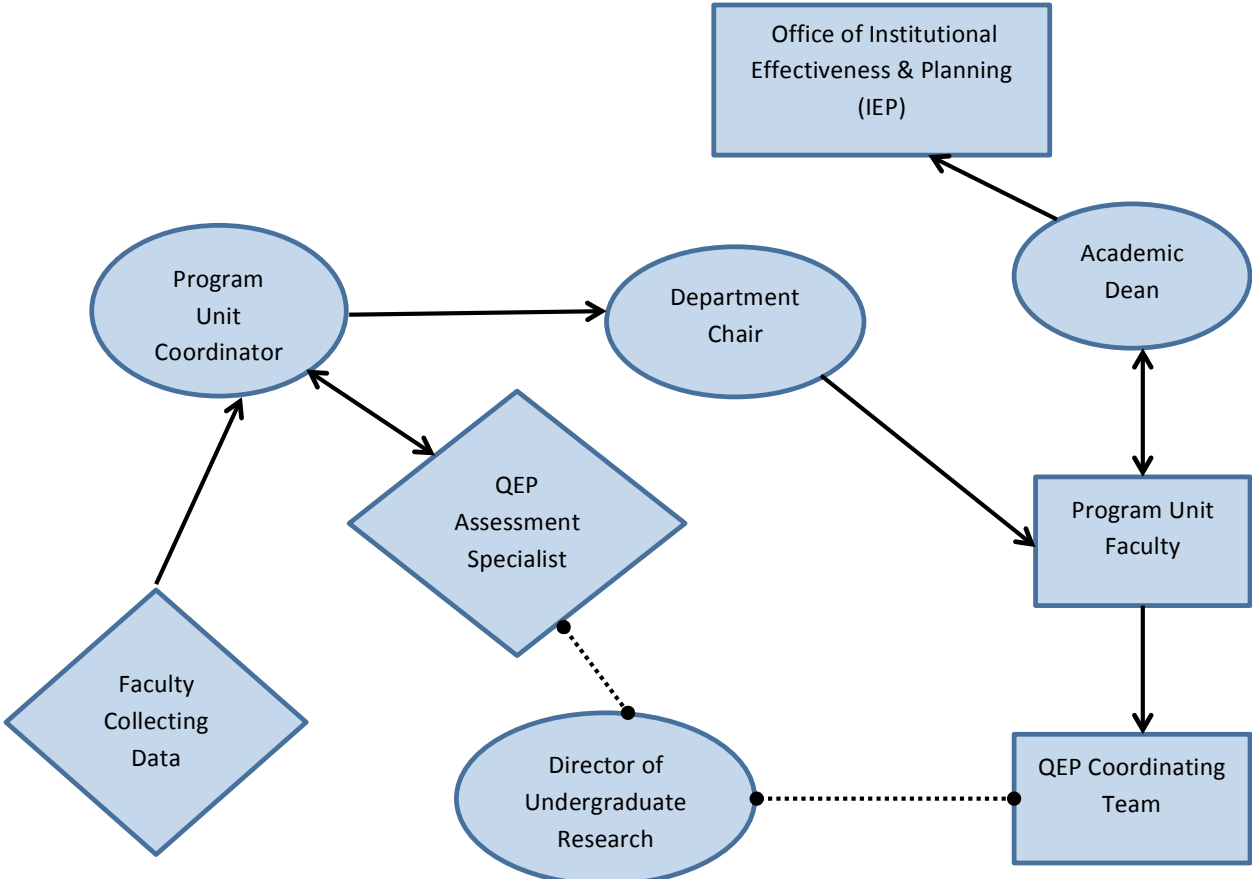 Office of Institutional
Effectiveness & Planning
(IEP)
Academic
Dean
Program
Unit
Coordinator
Department
Chair
QEP
Assessment
Specialist
Program Unit
Faculty
Faculty
Collecting
Data
Director of
Undergraduate
Research
QEP Coordinating
Team